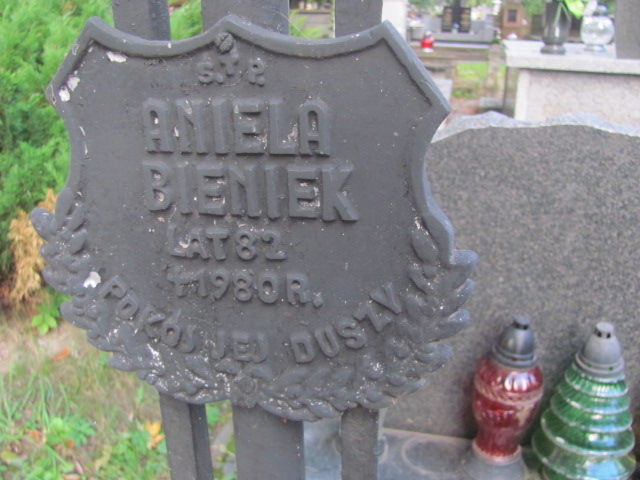 Ś.†P.
ANIELA
BIENIEK
LAT 82
† 1980 R.
POKÓJ JEJ DUSZY